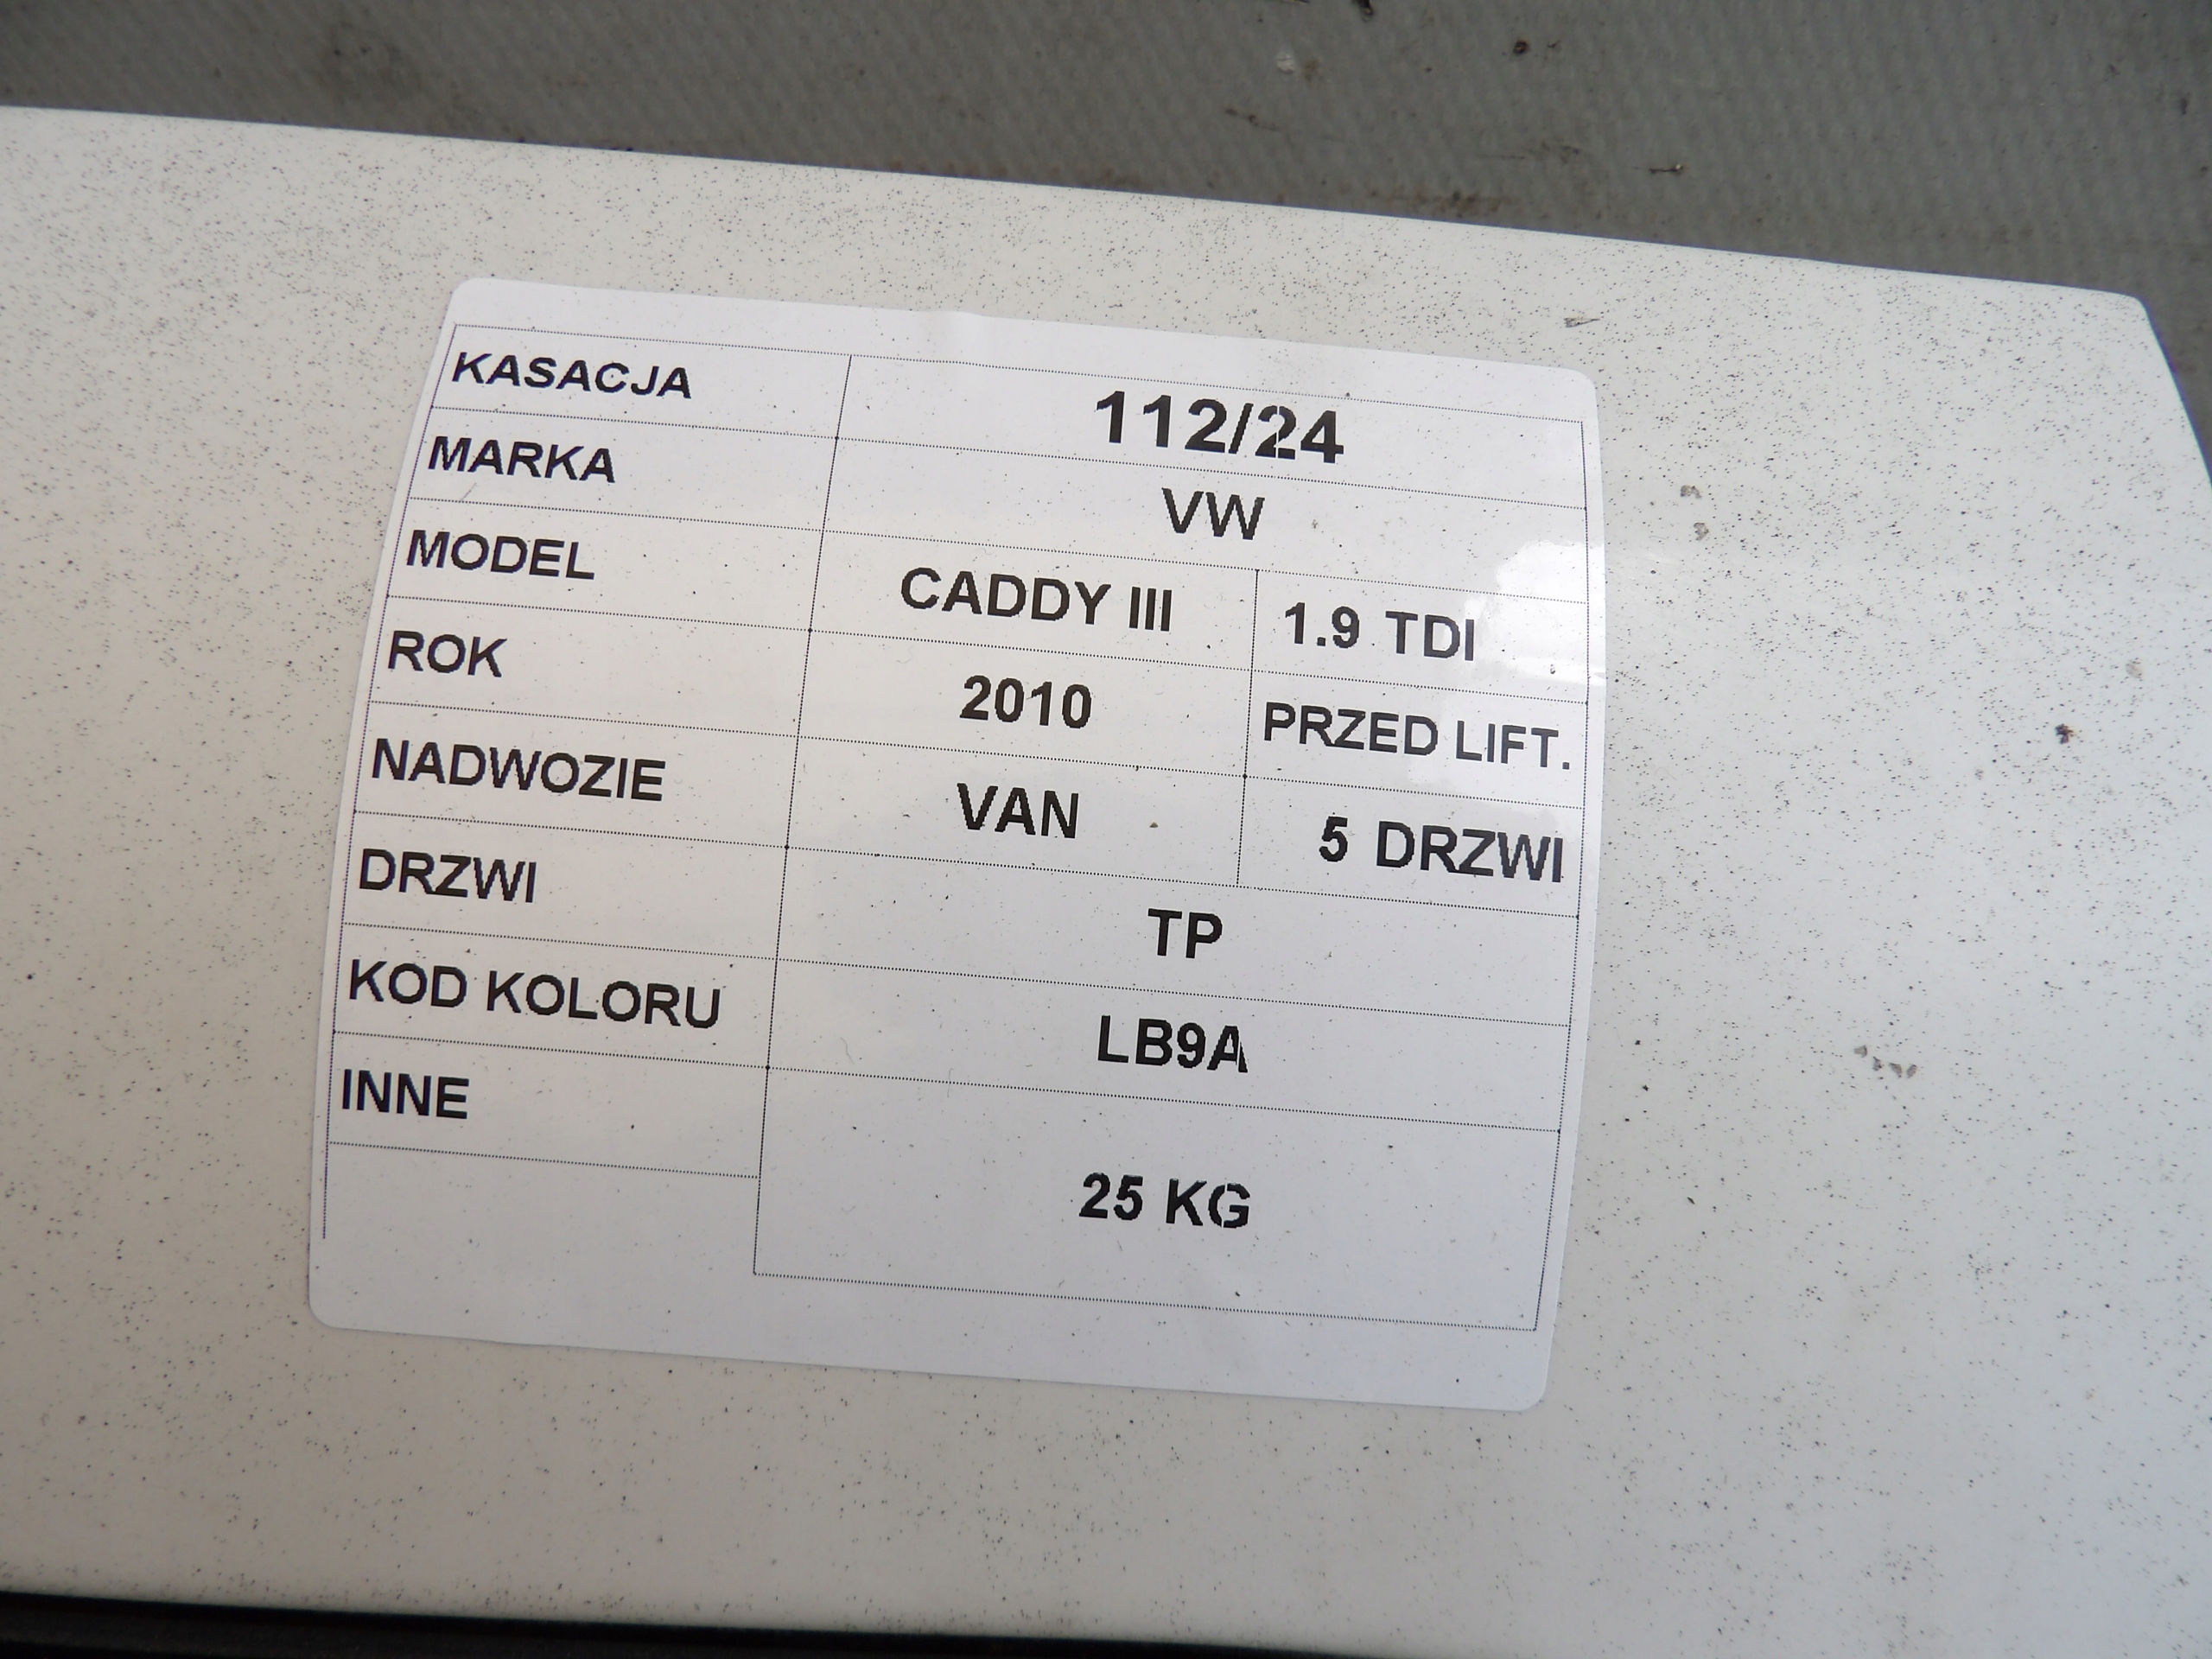 KASACJA 112/24
MARKA VW
MODEL CADDY III 1.9 TDI
ROK 2010 PRZED LIFT.
NADWOZIE VAN 5 DRZWI
DRZWI TP
KOD KOLORU LB9A
INNE 25 KG